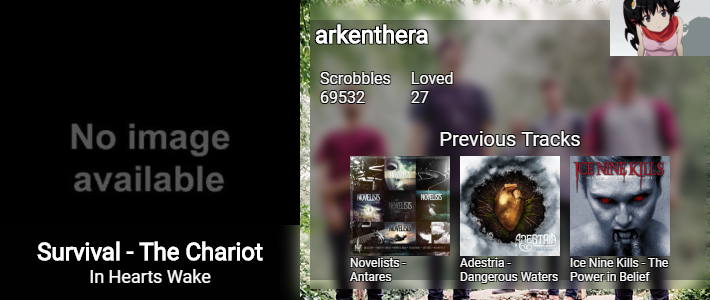 No image
available
Survival - The Chariot
In Hearts Wake
arkenthera
Scrobbles
69532
Loved
27
Previous Tracks
NOVELISTS
NOVELISTS
NOVELISTS
NOVELISTS
ADESTRIA
ICE NINE KILLS
Novelists -
Antares
Adestria -
Dangerous Waters
Ice Nine Kills - The
Power in Belief